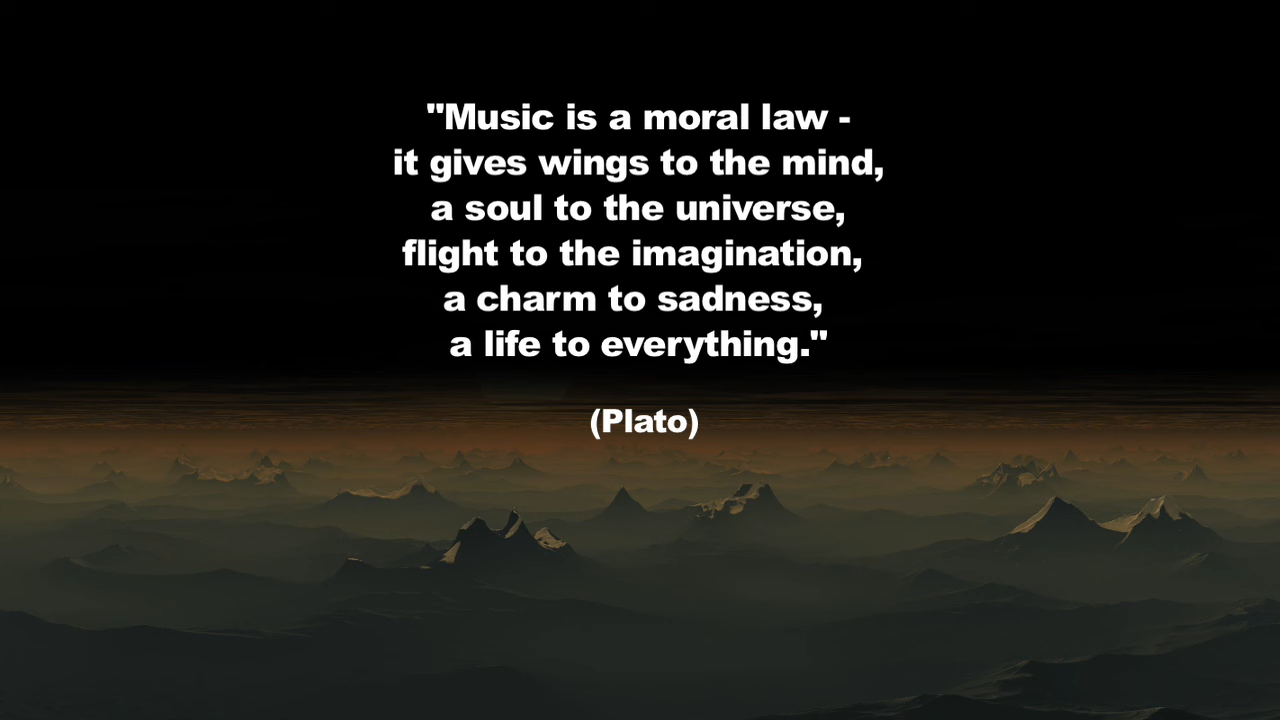 "Music is a moral law -
it gives wings to the mind,
a soul to the universe,
flight to the imagination,
a charm to sadness,
a life to everything."
(Plato)